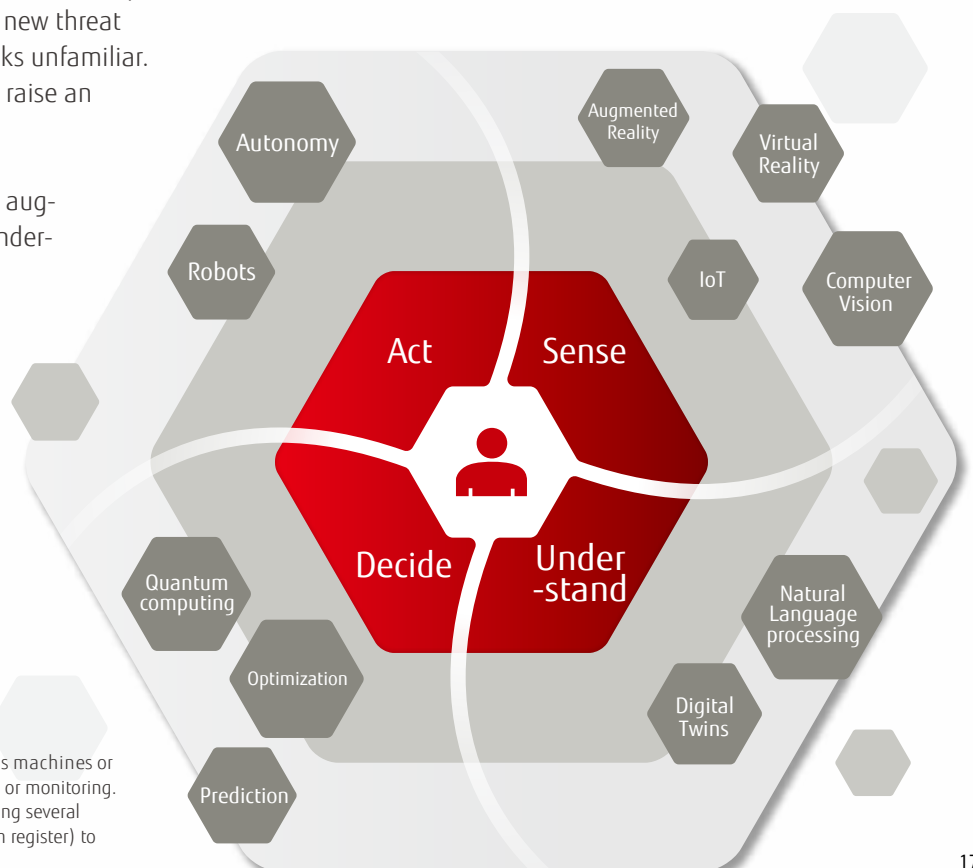 new threat
ks unfamiliar.
raise an
aug-
nder-
Autonomy
Augmented
Reality
Virtual
Reality
Robots
IoT
Computer
Vision
Act
Sense
Decide
Under
-stand
Quantum
computing
Natural
Language
processing
Optimization
Digital
Twins
Prediction
s machines or
or monitoring.
ng several
n register) to